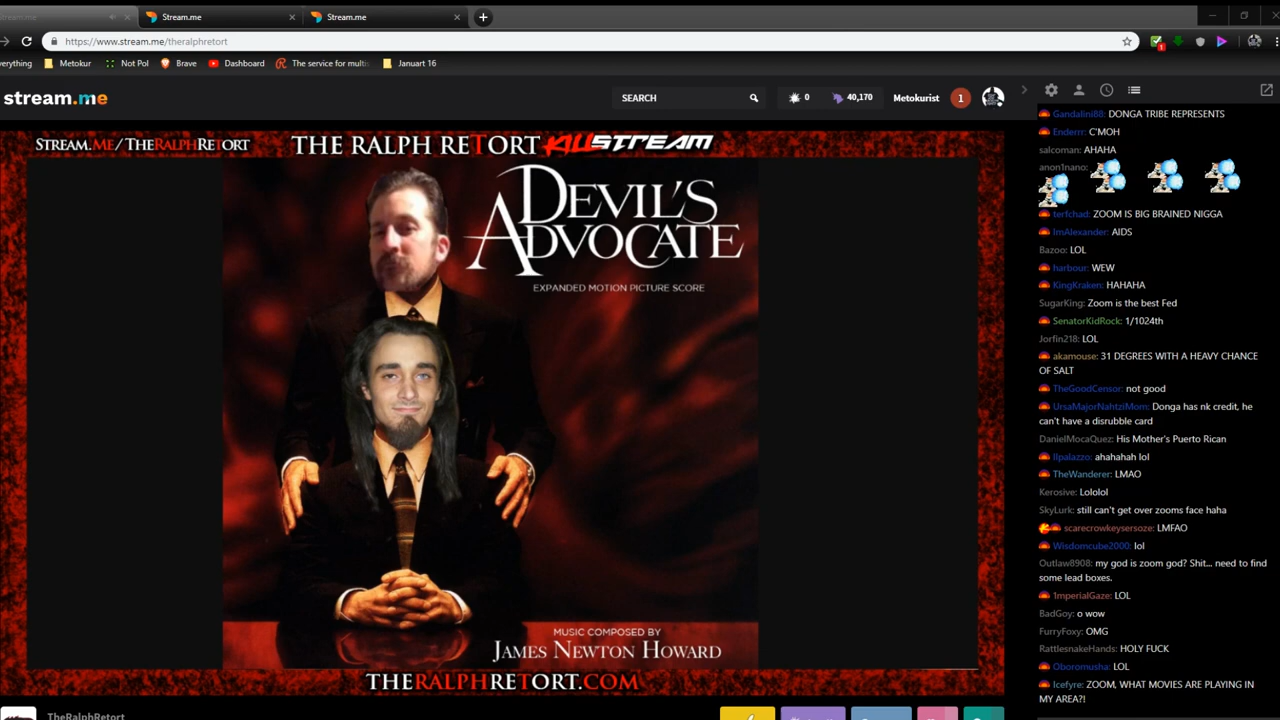 Stream.me
Stream.me
Stream.me
https://www.stream.me/theralphretort
1
erything
Metokur
Not Pol
Brave
Dashboard
The service for multis
Januart 16
stream.me
SEARCH
0
40,170
Metokurist
1
STREAM.ME/THERALPHRETORT
THE RALPH RETORT KILLSTREAM
DEVIL'S
ADVOCATE
EXPANDED MOTION PICTURE SCORE
MUSIC COMPOSED BY
JAMES NEWTON HOWARD
THERALPHRETORT.COM
TheRalphRetort
Gandalini88: DONGA TRIBE REPRESENTS
Enderrr: C'MOH
salcoman: AHAHA
anon1nano:
terfchad: ZOOM IS BIG BRAINED NIGGA
ImAlexander: AIDS
Bazoo: LOL
harbour: WEW
KingKraken: HAHAHA
SugarKing: Zoom is the best Fed
SenatorKidRock: 1/1024th
Jorfin218: LOL
akamouse: 31 DEGREES WITH A HEAVY CHANCE
OF SALT
TheGoodCensor: not good
UrsaMajorNahtziMom: Donga has nk credit, he
can't have a disrubble card
DanielMocaQuez: His Mother's Puerto Rican
Ilpalazzo: ahahahah lol
TheWanderer: LMAO
Kerosive: Lololol
SkyLurk: still can't get over zooms face haha
scarecrowkeysersoze: LMFAO
Wisdomcube2000: lol
Outlaw8908: my god is zoom god? Shit... need to find
some lead boxes.
1mperialGaze: LOL
BadGoy: o wow
FurryFoxy: OMG
RattlesnakeHands: HOLY FUCK
Oboromusha: LOL
Icefyre: ZOOM, WHAT MOVIES ARE PLAYING IN
MY AREA?!